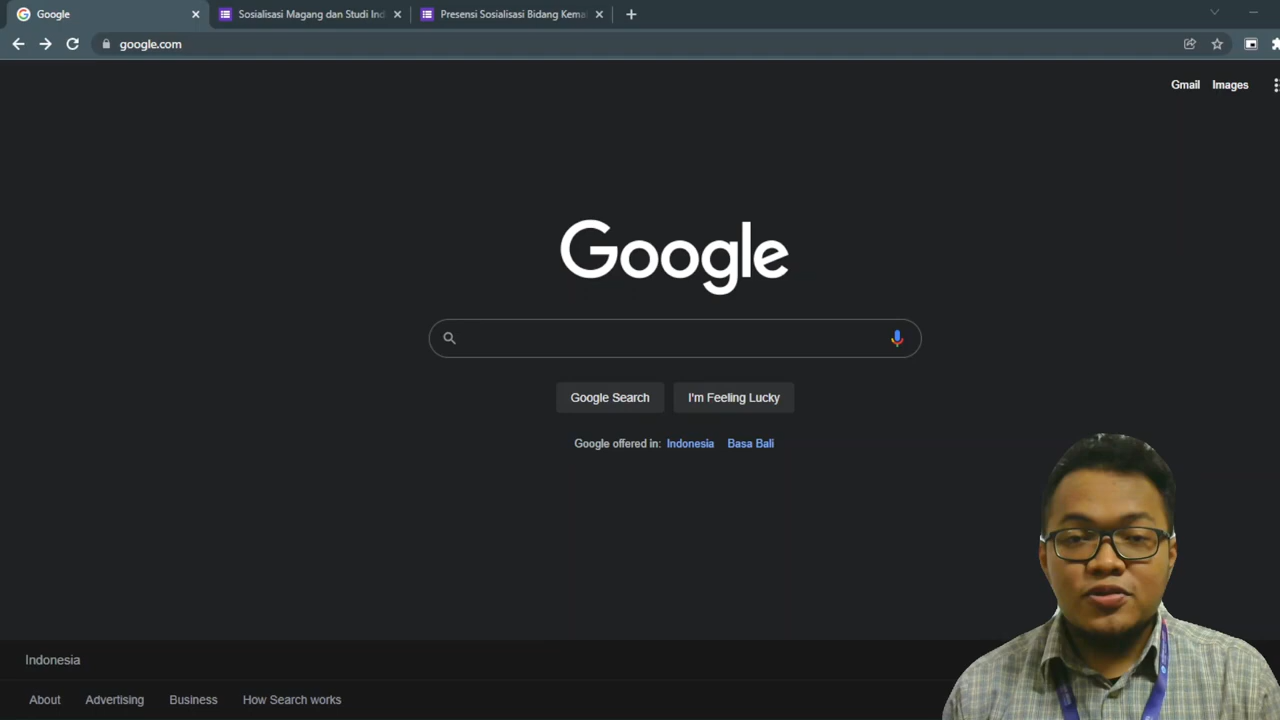 Google
Sosialisasi Magang dan Studi Ind
Presensi Sosialisasi Bidang Kema
google.com
Gmail Images
Google
Google Search I'm Feeling Lucky
Google offered in: Indonesia Basa Bali
Indonesia
About Advertising Business How Search works